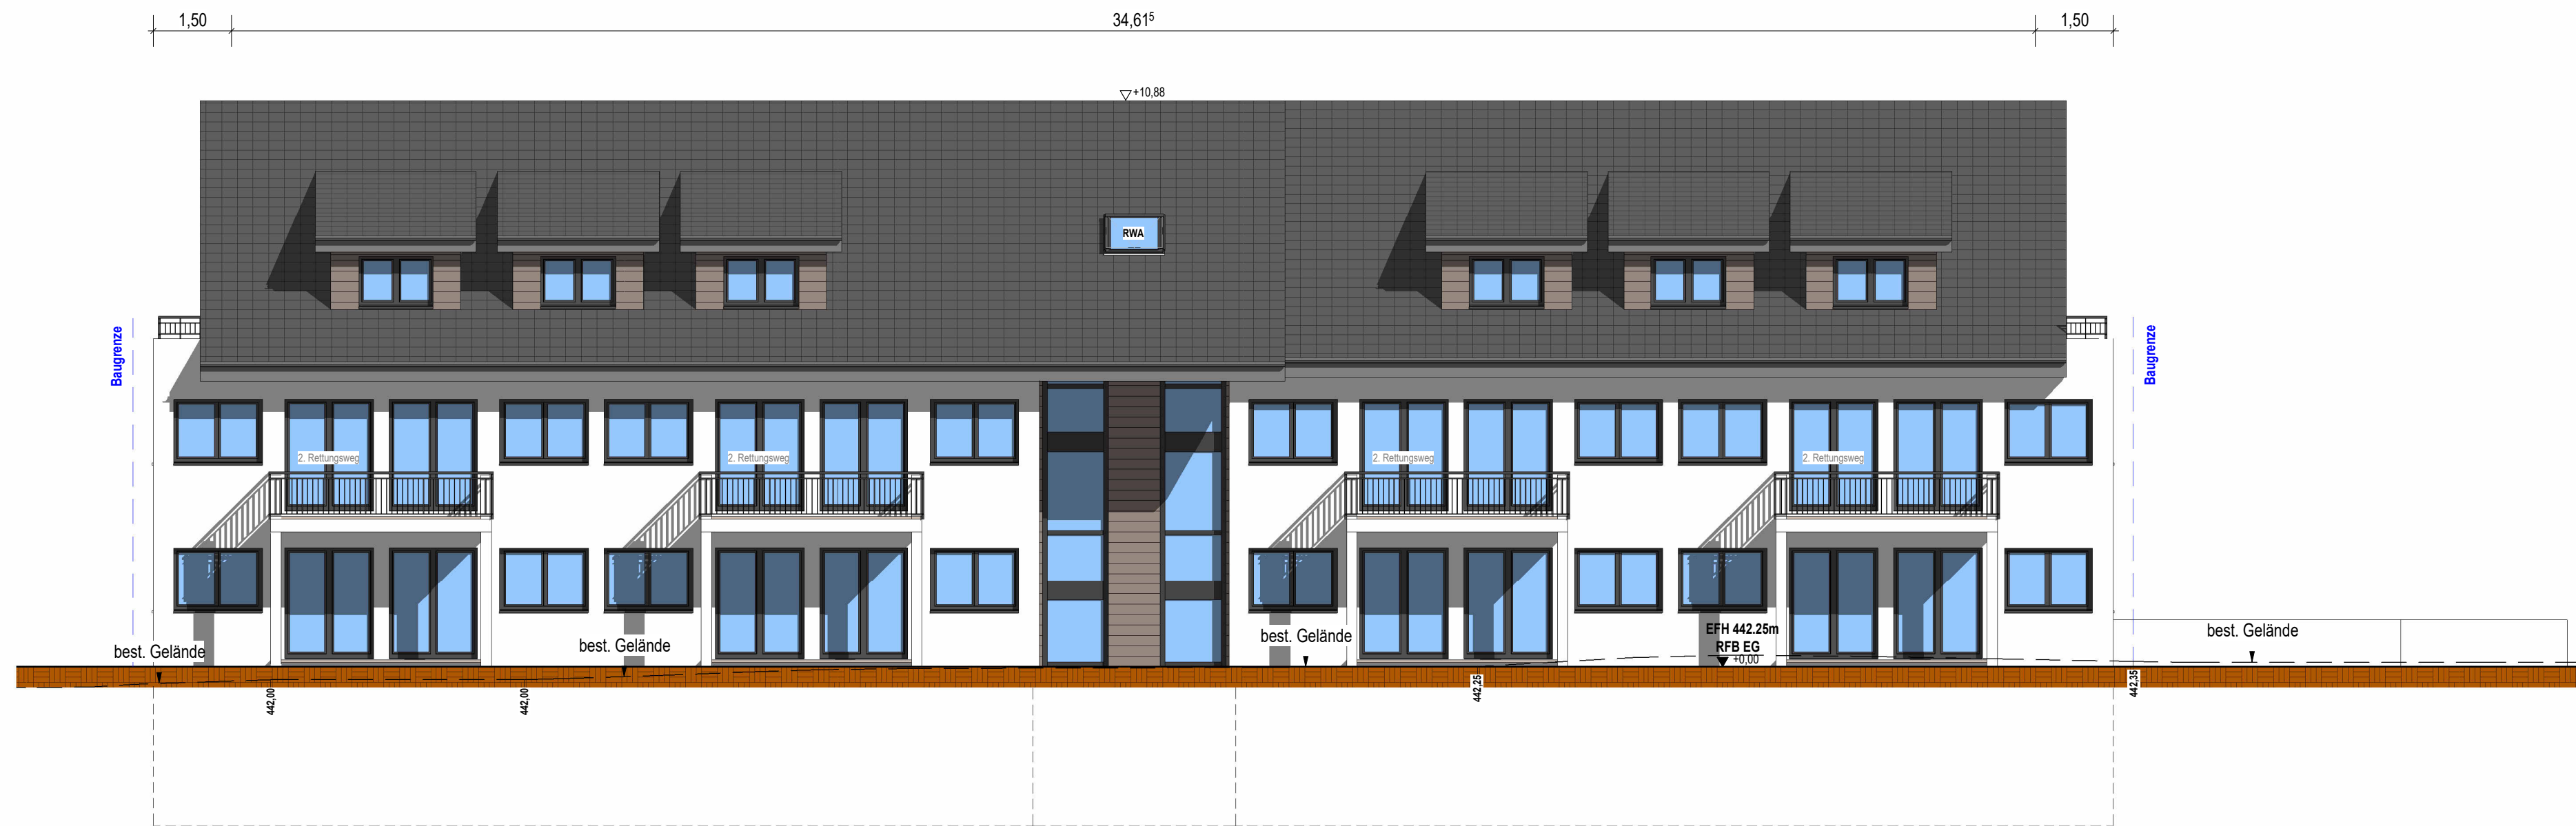 1,50
34,61⁵
1,50
+10,88
RWA
Baugrenze
Baugrenze
2. Rettungsweg
2. Rettungsweg
2. Rettungsweg
2. Rettungsweg
best. Gelände
best. Gelände
best. Gelände
EFH 442.25m
RFB EG
+0,00
best. Gelände
442,00
442,00
442,25
442,35